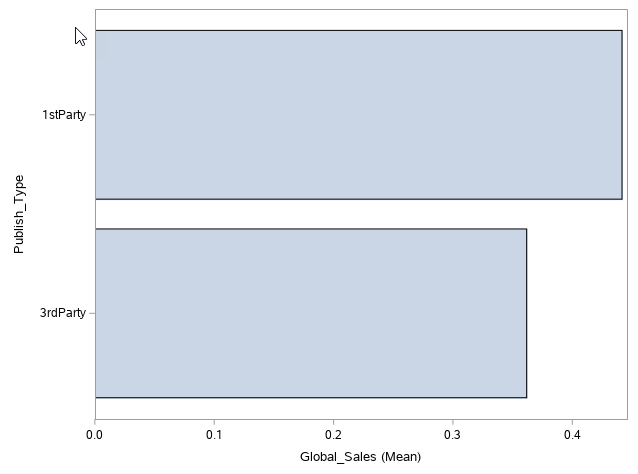 Publish_Type
1stParty
3rdParty
0.0 0.1 0.2 0.3 0.4
Global_Sales (Mean)